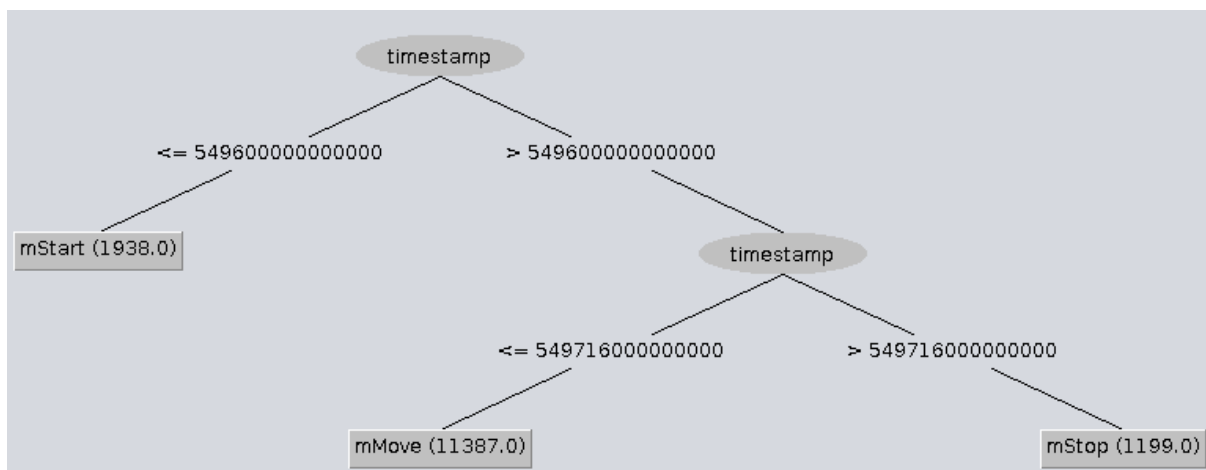 timestamp
<= 549600000000000
> 549600000000000
mStart (1938.0)
timestamp
<= 549716000000000
> 549716000000000
mMove (11387.0)
mStop (1199.0)